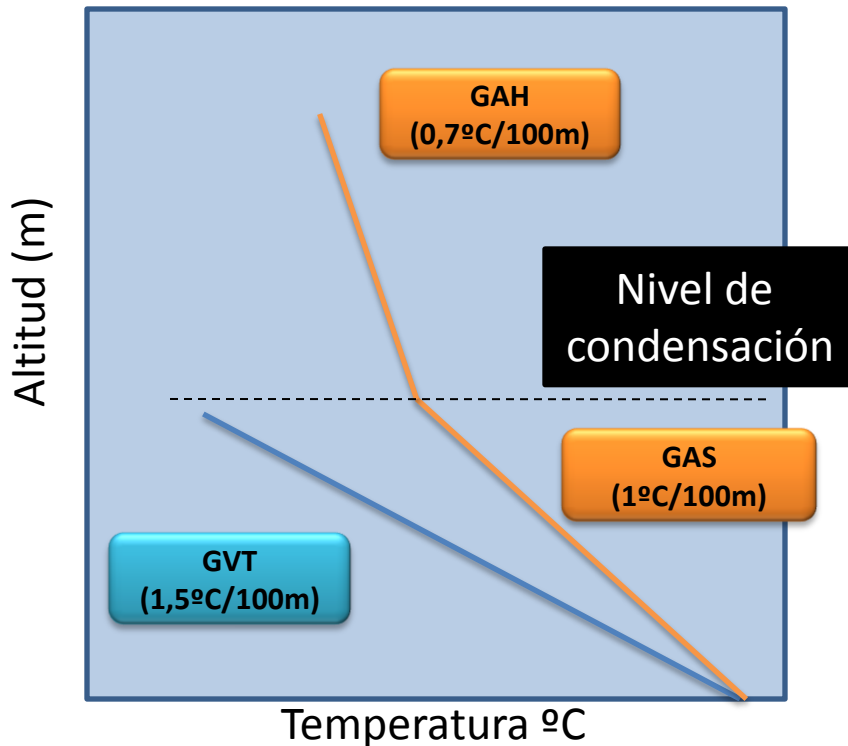 GAH
(0,7ºC/100m)
Altitud (m)
Nivel de
condensación
GAS
(1ºC/100m)
GVT
(1,5ºC/100m)
Temperatura ºC